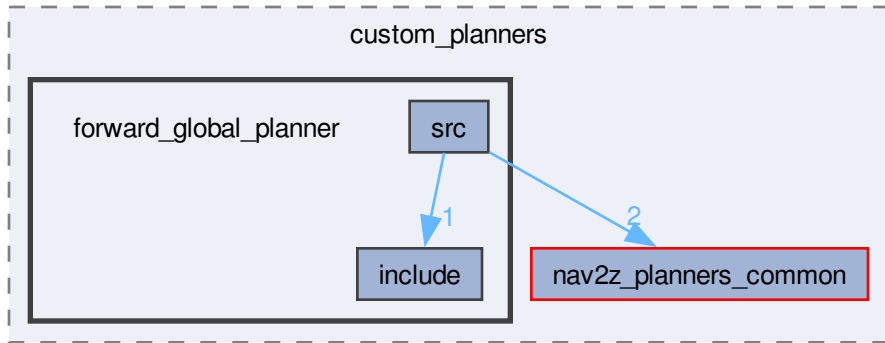 custom_planners
forward_global_planner
src
1
2
include
nav2z_planners_common